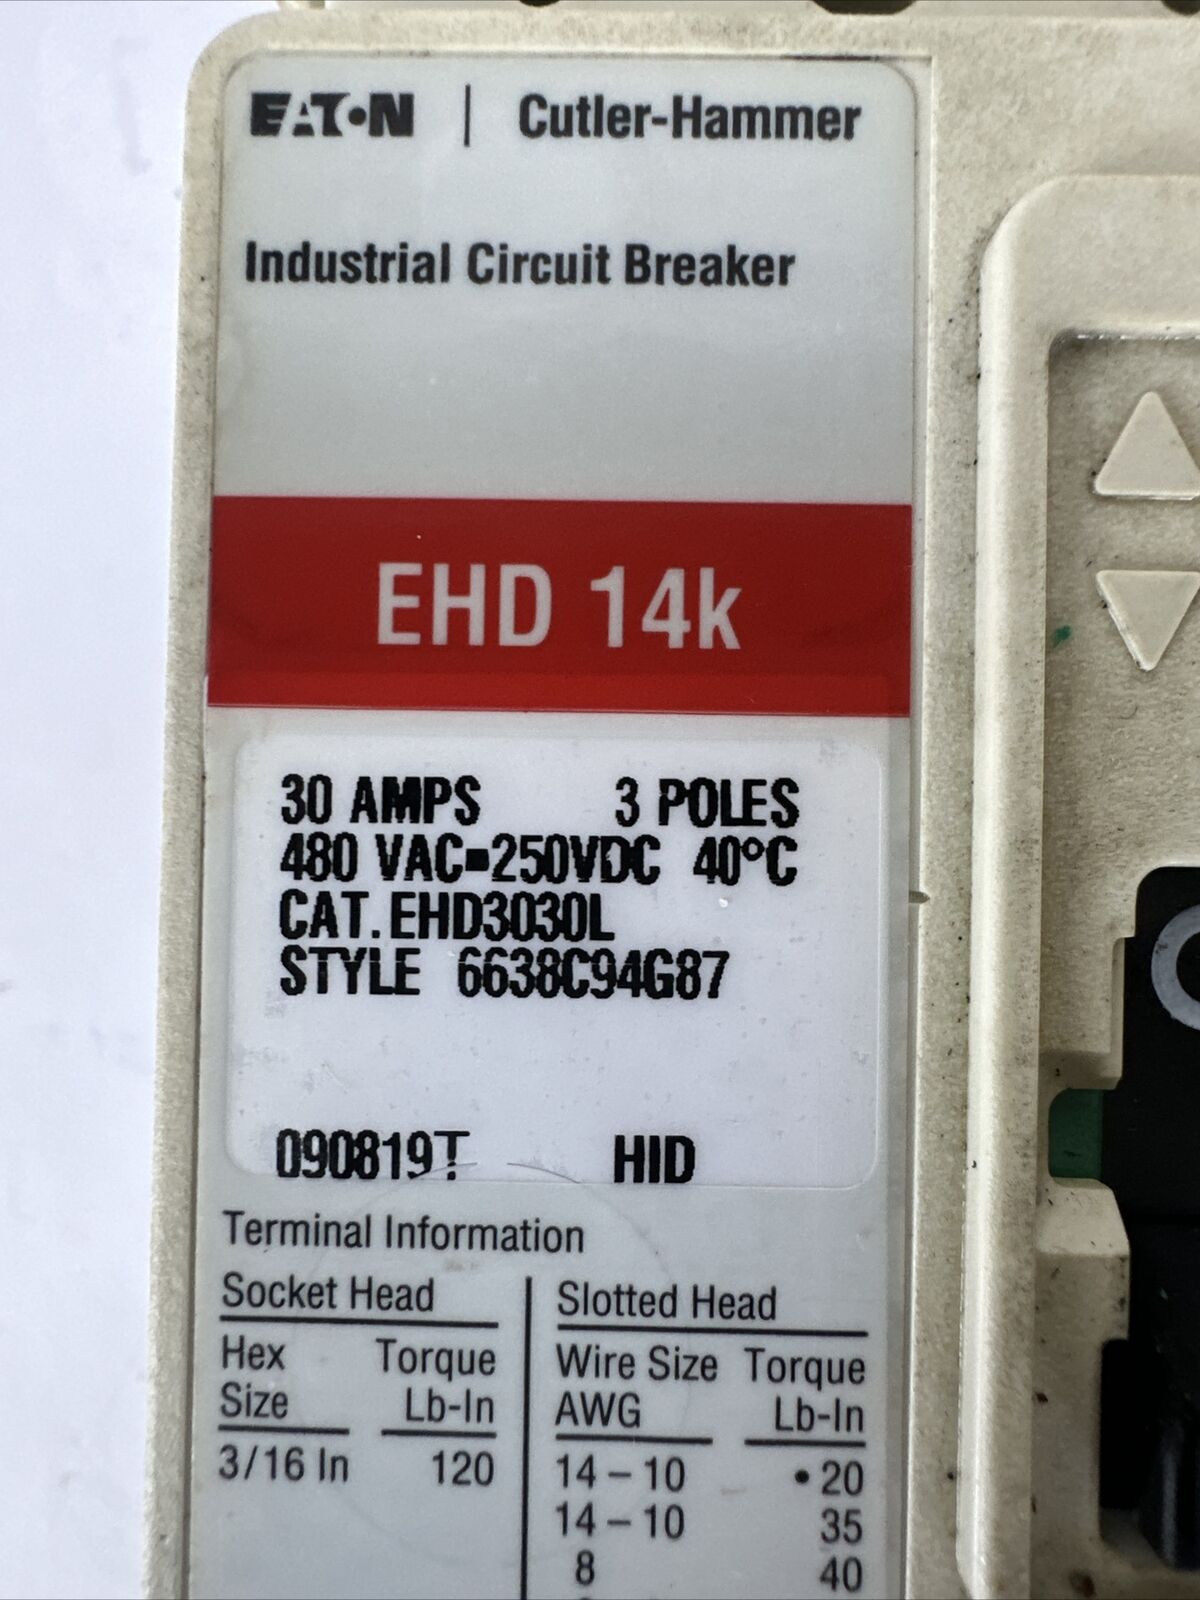 EATON | Cutler-Hammer
Industrial Circuit Breaker
EHD 14k
30 AMPS 3 POLES
480 VAC=250VDC 40°C
CAT.EHD3030L
STYLE 6638C94G87
090819T HID
Terminal Information
Socket Head
Hex Torque
Size Lb-In
3/16 In 120
Slotted Head
Wire Size Torque
AWG Lb-In
14 – 10 • 20
14 – 10 35
8 40